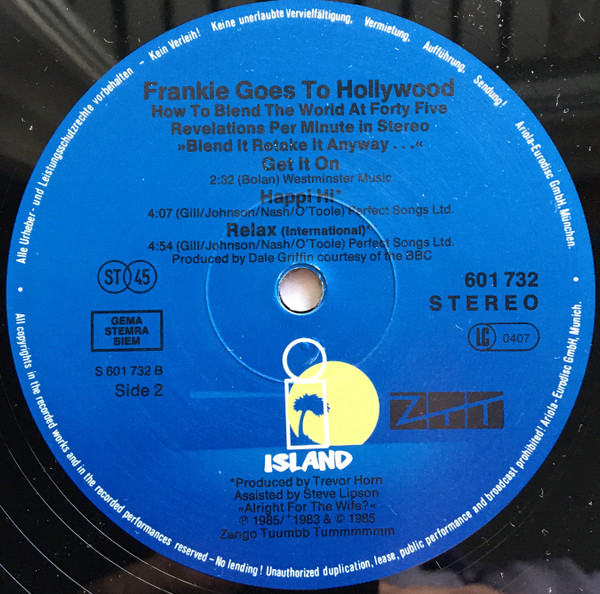 Alle Urheber- und Leistungsschutzrechte vorbehalten – Kein Verleih! Keine unerlaubte Vervielfältigung, Vermietung, Aufführung, Sendung!
Ariola-Eurodisc GmbH, München.
Frankie Goes To Hollywood
How To Blend The World At Forty Five
Revelations Per Minute in Stereo
»Blend It Retake It Anyway . . .«
Get It On
2:32 (Bolan) Westminster Music
Happi Hi*
4:07 (Gill/Johnson/Nash/O'Toole) Perfect Songs Ltd.
Relax (International)*
4:54 (Gill/Johnson/Nash/O'Toole) Perfect Songs Ltd.
Produced by Dale Griffin courtesy of the BBC
ST 45
601 732
STEREO
GEMA
STEMRA
BIEM
LC 0407
S 601 732 B
Side 2
ZTT
ISLAND
*Produced by Trevor Horn
Assisted by Steve Lipson
»Alright For The Wife?«
℗ 1985/*1983 & © 1985
Zango Tuumbb Tummmmmm
All copyrights in the recorded works and in the recorded performances reserved – No lending! Unauthorized duplication, lease, public performance and broadcast prohibited! Ariola-Eurodisc GmbH, Munich.